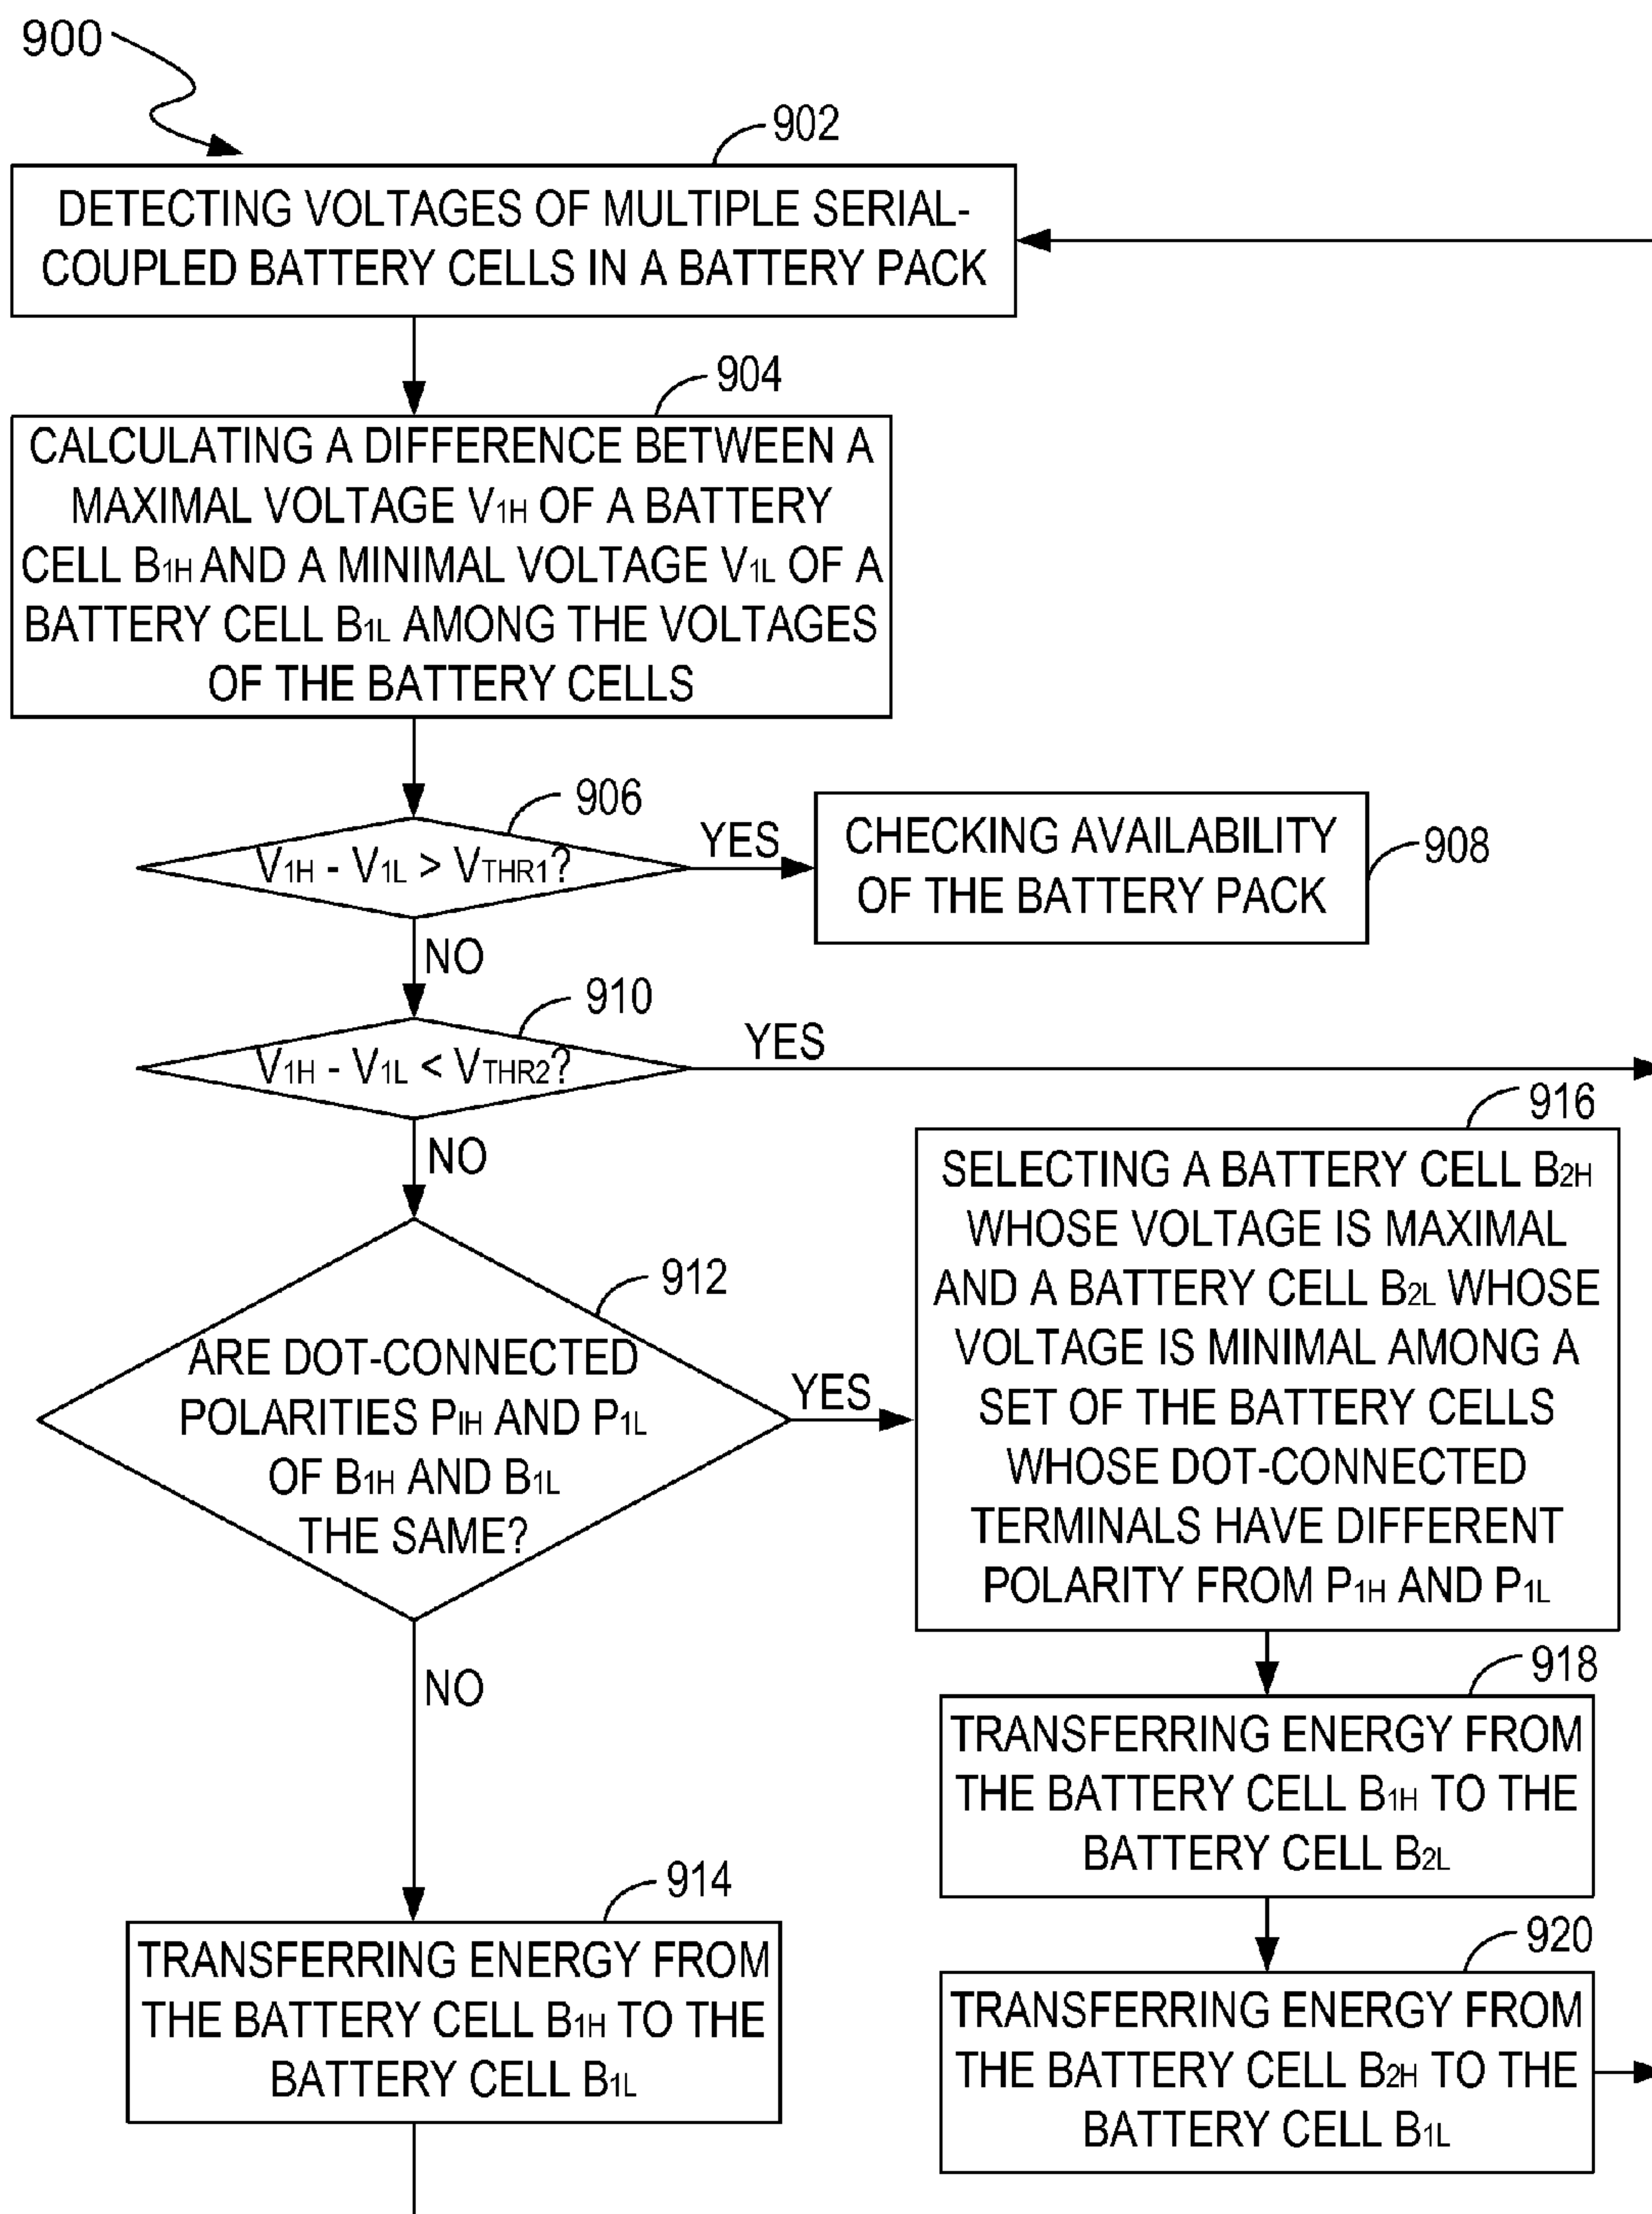 900
902
DETECTING VOLTAGES OF MULTIPLE SERIAL-
COUPLED BATTERY CELLS IN A BATTERY PACK
904
CALCULATING A DIFFERENCE BETWEEN A
MAXIMAL VOLTAGE V1H OF A BATTERY
CELL B1H AND A MINIMAL VOLTAGE V1L OF A
BATTERY CELL B1L AMONG THE VOLTAGES
OF THE BATTERY CELLS
906
V1H - V1L > VTHR1?
YES
CHECKING AVAILABILITY
OF THE BATTERY PACK
908
NO
910
V1H - V1L < VTHR2?
YES
NO
912
ARE DOT-CONNECTED
POLARITIES PIH AND P1L
OF B1H AND B1L
THE SAME?
YES
916
SELECTING A BATTERY CELL B2H
WHOSE VOLTAGE IS MAXIMAL
AND A BATTERY CELL B2L WHOSE
VOLTAGE IS MINIMAL AMONG A
SET OF THE BATTERY CELLS
WHOSE DOT-CONNECTED
TERMINALS HAVE DIFFERENT
POLARITY FROM P1H AND P1L
NO
918
TRANSFERRING ENERGY FROM
THE BATTERY CELL B1H TO THE
BATTERY CELL B2L
914
TRANSFERRING ENERGY FROM
THE BATTERY CELL B1H TO THE
BATTERY CELL B1L
920
TRANSFERRING ENERGY FROM
THE BATTERY CELL B2H TO THE
BATTERY CELL B1L